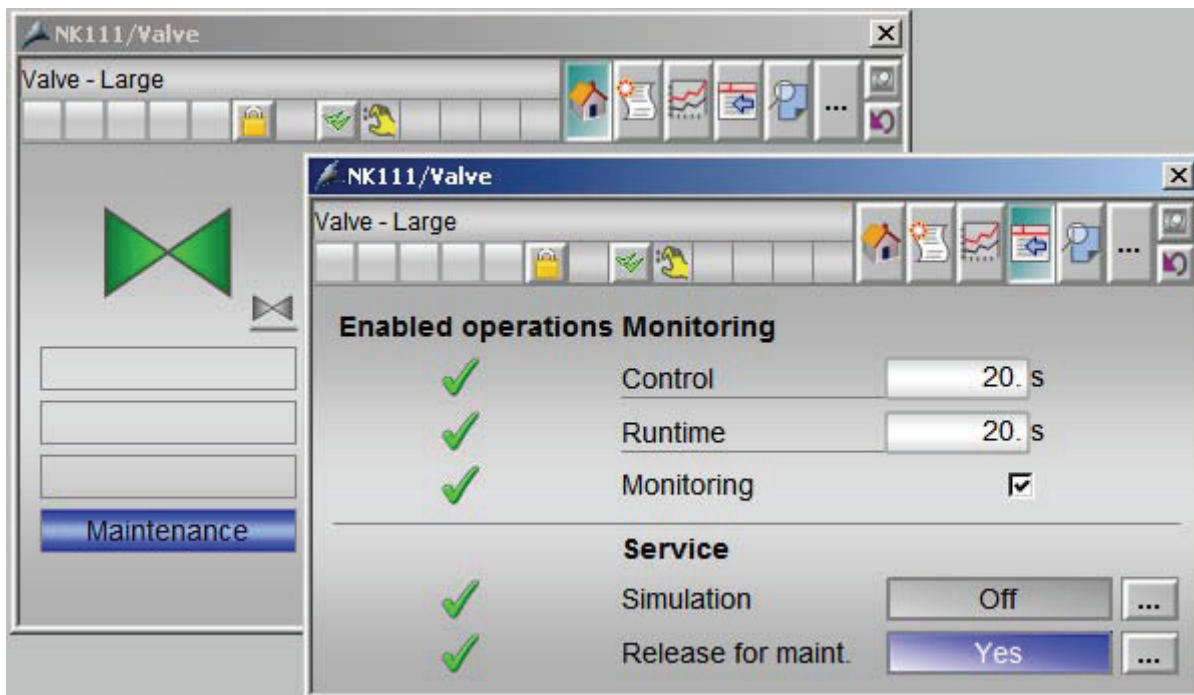 NK111/Valve
Valve - Large
...
Maintenance
NK111/Valve
Valve - Large
...
Enabled operations Monitoring
Control 20. s
Runtime 20. s
Monitoring
Service
Simulation Off ...
Release for maint. Yes ...